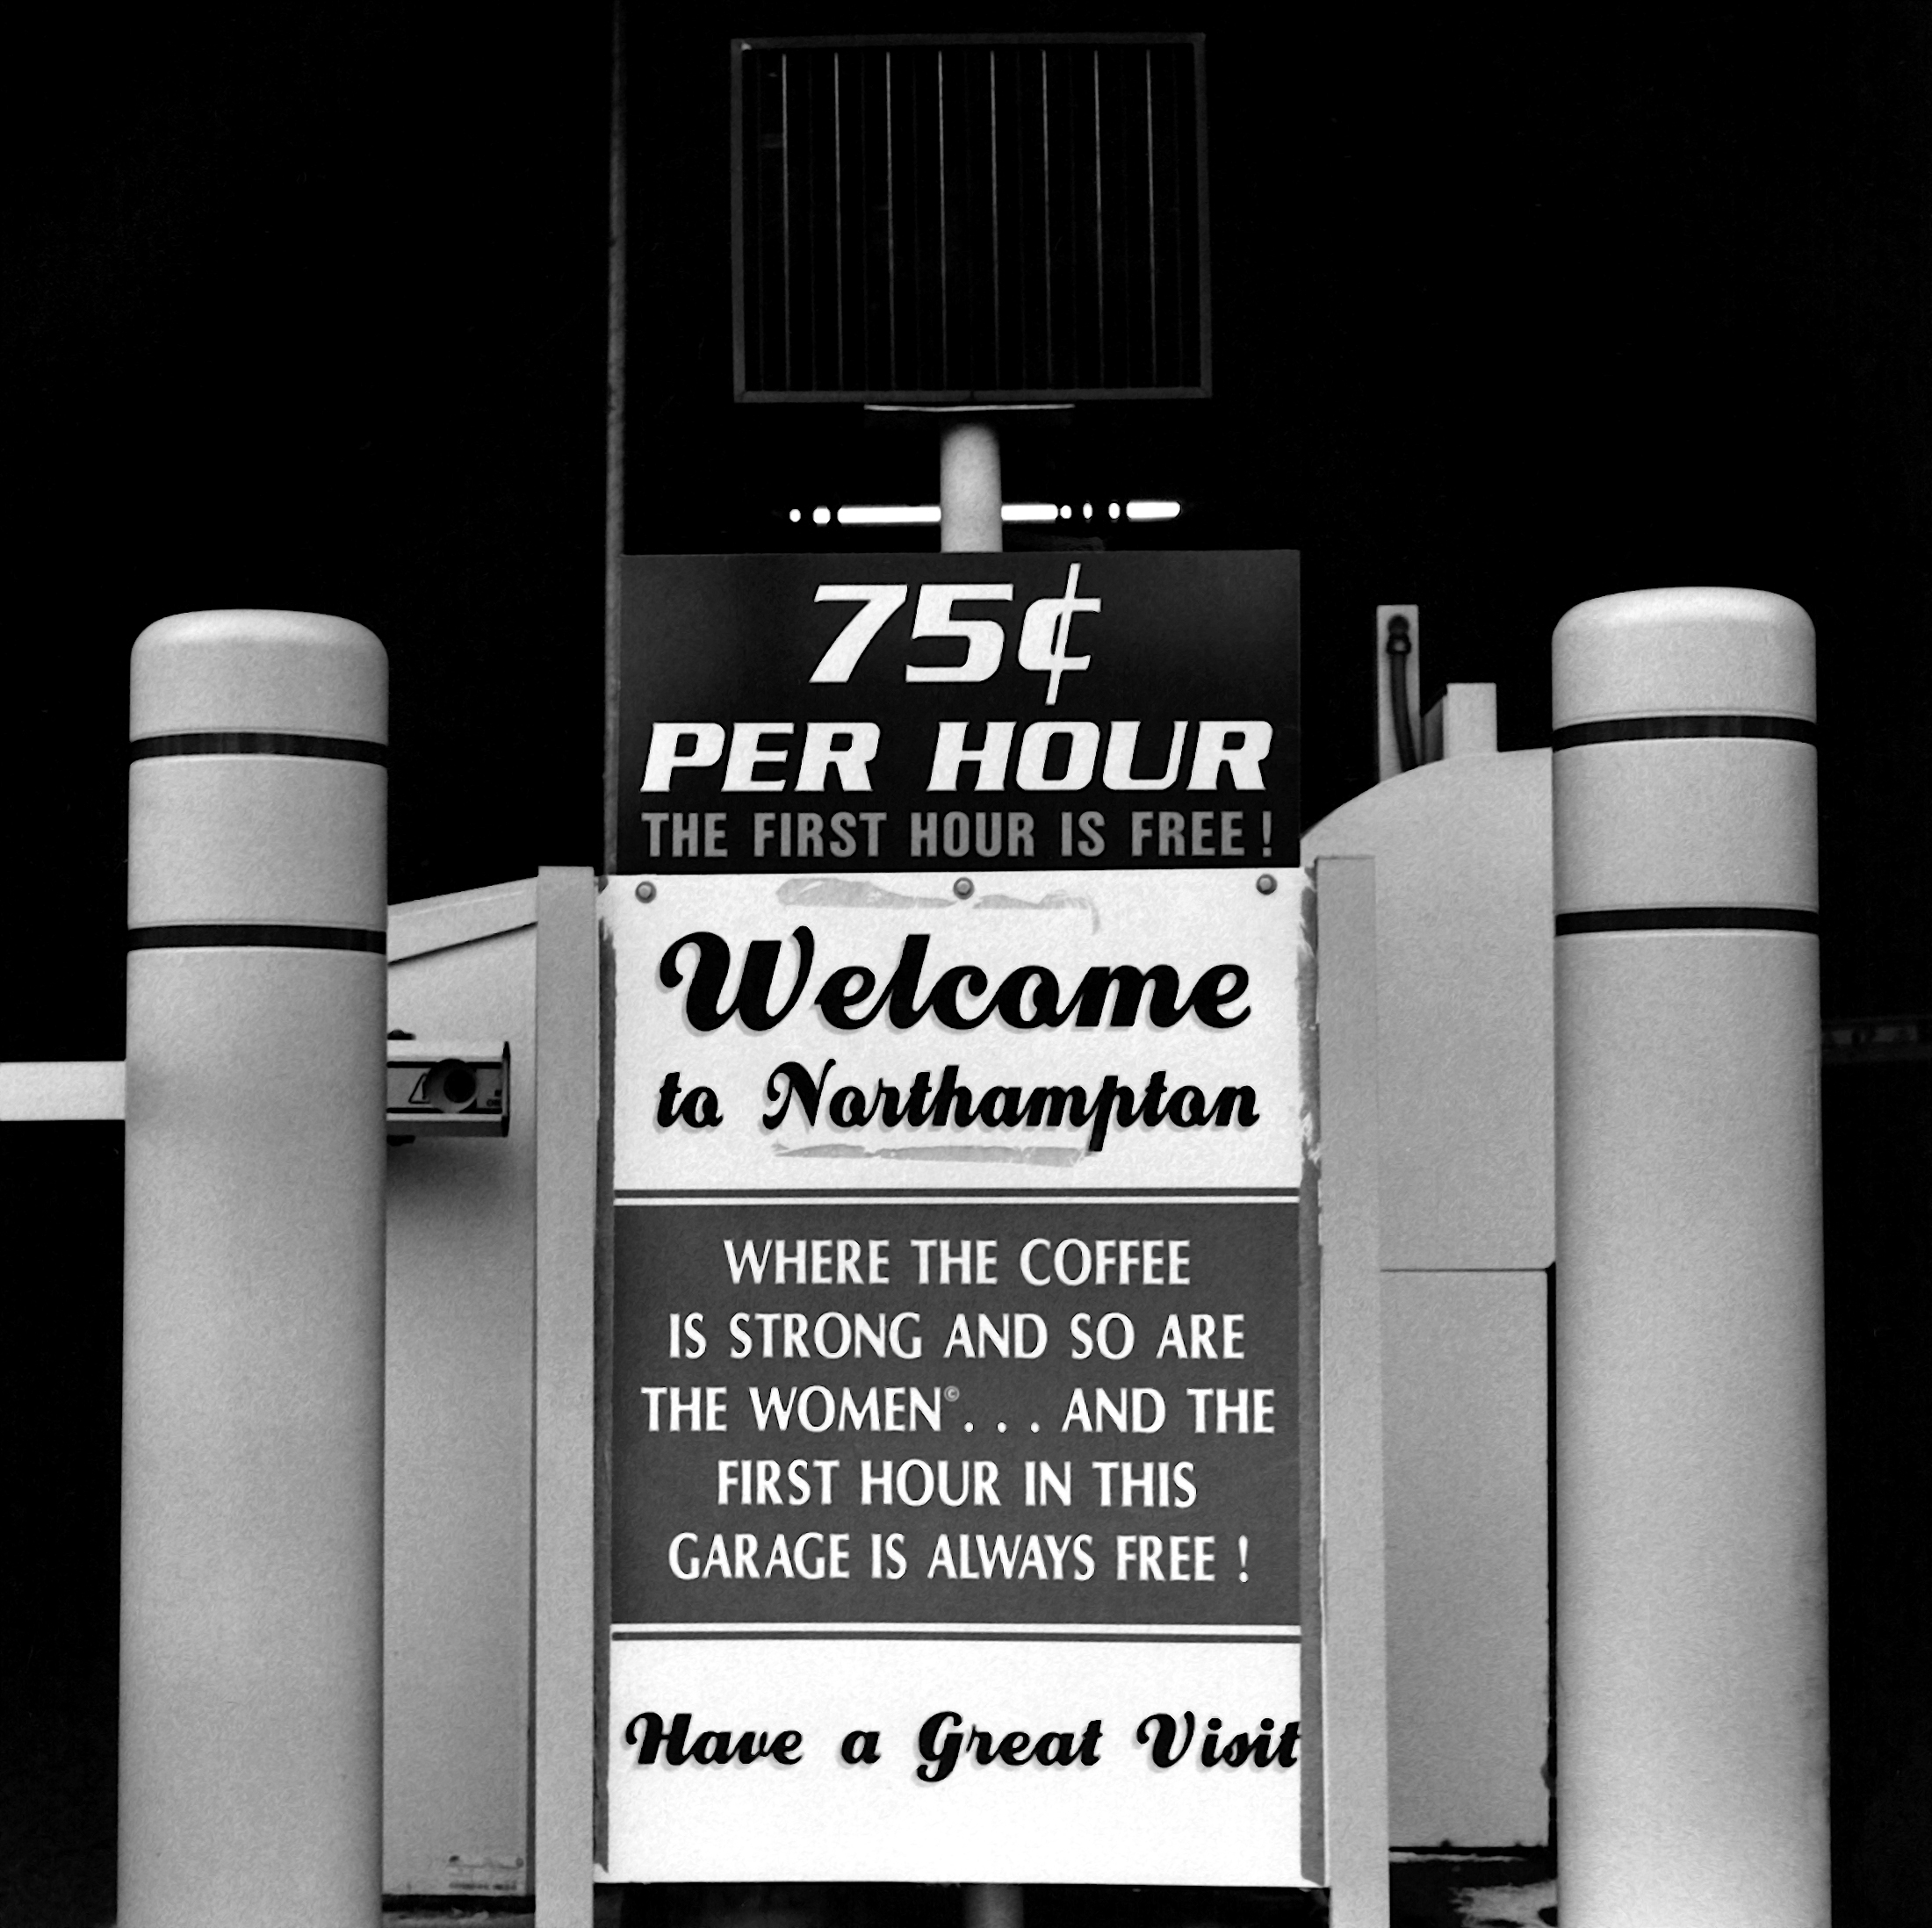 75¢
PER HOUR
THE FIRST HOUR IS FREE!
Welcome
to Northampton
WHERE THE COFFEE
IS STRONG AND SO ARE
THE WOMEN©... AND THE
FIRST HOUR IN THIS
GARAGE IS ALWAYS FREE !
Have a Great Visit